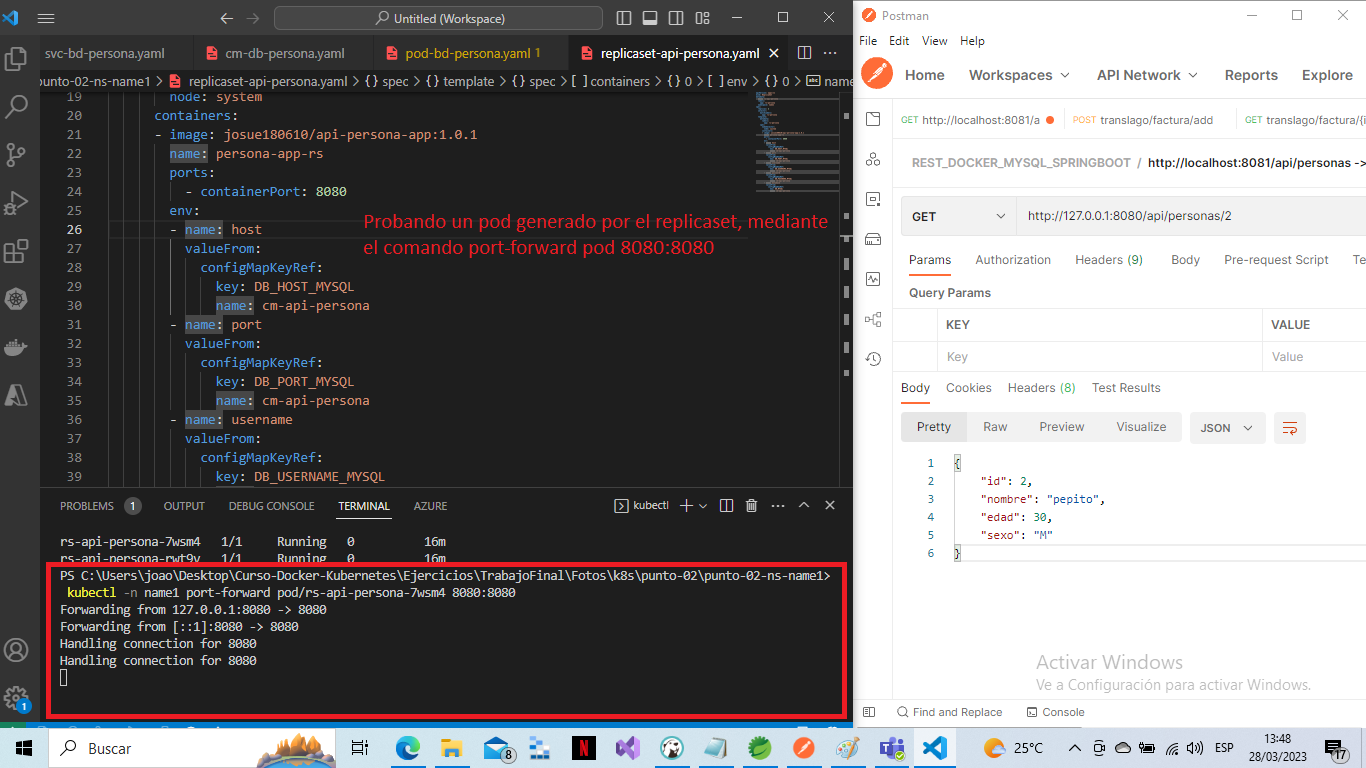 Untitled (Workspace)
svc-bd-persona.yaml
cm-db-persona.yaml
pod-bd-persona.yaml 1
replicaset-api-persona.yaml
punto-02-ns-name1 > replicaset-api-persona.yaml > {} spec > {} template > {} spec > [ ] containers > {} 0 > [ ] env > {} 0 > name
19 node: system
20 containers:
21 - image: josue180610/api-persona-app:1.0.1
22 name: persona-app-rs
23 ports:
24 - containerPort: 8080
25 env:
26 - name: host
27 valueFrom:
28 configMapKeyRef:
29 key: DB_HOST_MYSQL
30 name: cm-api-persona
31 - name: port
32 valueFrom:
33 configMapKeyRef:
34 key: DB_PORT_MYSQL
35 name: cm-api-persona
36 - name: username
37 valueFrom:
38 configMapKeyRef:
39 key: DB_USERNAME_MYSQL
Probando un pod generado por el replicaset, mediante
el comando port-forward pod 8080:8080
PROBLEMS 1 OUTPUT DEBUG CONSOLE TERMINAL AZURE
kubectl
rs-api-persona-7wsm4 1/1 Running 0 16m
rs-api-persona-rwt9v 1/1 Running 0 16m
PS C:\Users\joao\Desktop\Curso-Docker-Kubernetes\Ejercicios\TrabajoFinal\Fotos\k8s\punto-02\punto-02-ns-name1>
kubectl -n name1 port-forward pod/rs-api-persona-7wsm4 8080:8080
Forwarding from 127.0.0.1:8080 -> 8080
Forwarding from [::1]:8080 -> 8080
Handling connection for 8080
Handling connection for 8080
1
Postman
File Edit View Help
Home Workspaces API Network Reports Explore
GET http://localhost:8081/a
POST translago/factura/add
GET translago/factura/{i
REST_DOCKER_MYSQL_SPRINGBOOT / http://localhost:8081/api/personas ->
GET http://127.0.0.1:8080/api/personas/2
Params Authorization Headers (9) Body Pre-request Script Te
Query Params
KEY VALUE
Key Value
Body Cookies Headers (8) Test Results
Pretty Raw Preview Visualize JSON
1 {
2 "id": 2,
3 "nombre": "pepito",
4 "edad": 30,
5 "sexo": "M"
6 }
Activar Windows
Ve a Configuración para activar Windows.
Find and Replace Console
Buscar
8
N
25°C
ESP
13:48
28/03/2023
17